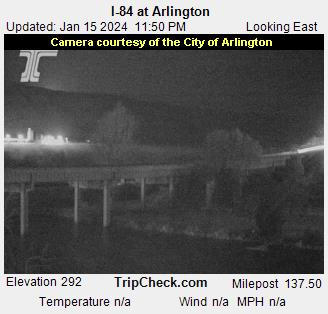 I-84 at Arlington
Updated: Jan 15 2024 11:50 PM Looking East
Camera courtesy of the City of Arlington
Elevation 292 TripCheck.com Milepost 137.50
Temperature n/a Wind n/a MPH n/a